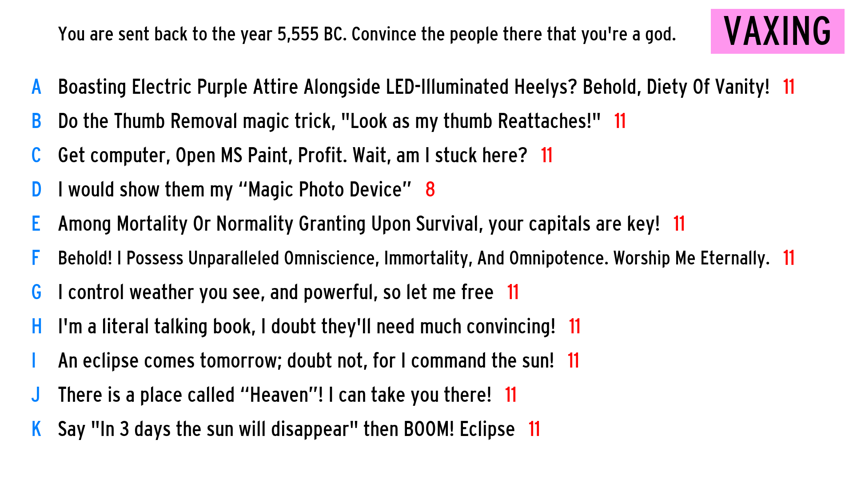 You are sent back to the year 5,555 BC. Convince the people there that you're a god.
VAXING
A Boasting Electric Purple Attire Alongside LED-Illuminated Heelys? Behold, Diety Of Vanity! 11
B Do the Thumb Removal magic trick, "Look as my thumb Reattaches!" 11
C Get computer, Open MS Paint, Profit. Wait, am I stuck here? 11
D I would show them my “Magic Photo Device” 8
E Among Mortality Or Normality Granting Upon Survival, your capitals are key! 11
F Behold! I Possess Unparalleled Omniscience, Immortality, And Omnipotence. Worship Me Eternally. 11
G I control weather you see, and powerful, so let me free 11
H I'm a literal talking book, I doubt they'll need much convincing! 11
I An eclipse comes tomorrow; doubt not, for I command the sun! 11
J There is a place called “Heaven”! I can take you there! 11
K Say "In 3 days the sun will disappear" then BOOM! Eclipse 11